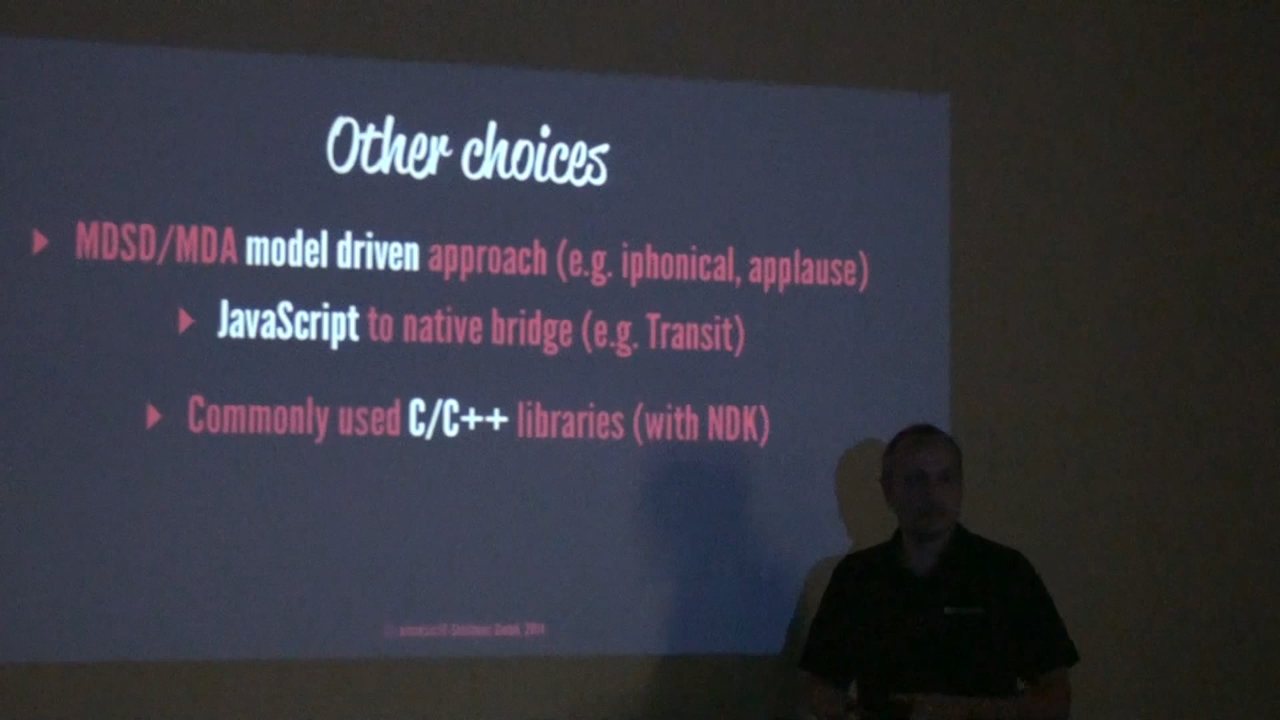 Other choices
MDSD/MDA model driven approach (e.g. iphonical, applause)
JavaScript to native bridge (e.g. Transit)
Commonly used C/C++ libraries (with NDK)
2014